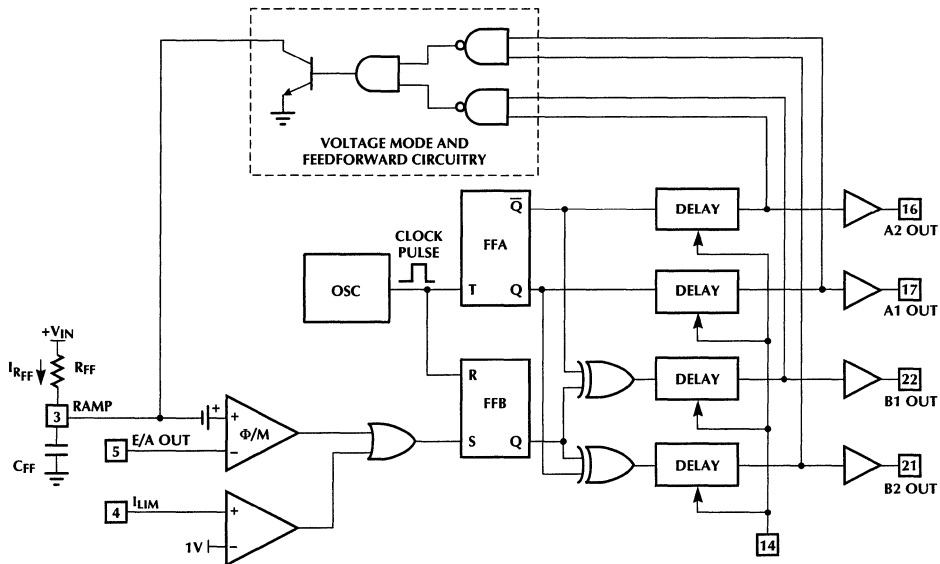 VOLTAGE MODE AND
FEEDFORWARD CIRCUITRY
Q̅
DELAY
16
A2 OUT
CLOCK
PULSE
FFA
OSC
T
Q
DELAY
17
A1 OUT
+VIN
IRFF
RFF
3
RAMP
R
FFB
DELAY
22
B1 OUT
+
+
Φ/M
E/A OUT
5
−
S
Q
DELAY
21
B2 OUT
CFF
4
ILIM
+
1V
−
14